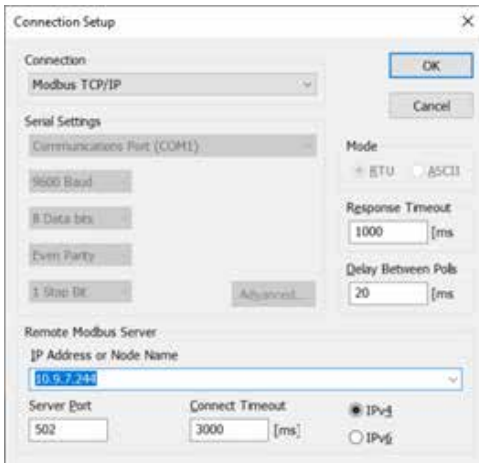 Connection Setup
Connection
Modbus TCP/IP
OK
Cancel
Serial Settings
Communications Port (COM1)
9600 Baud
8 Data bits
Even Parity
1 Stop Bit
Advanced...
Mode
RTU ASCII
Response Timeout
1000 [ms
Delay Between Polls
20 [ms
Remote Modbus Server
IP Address or Node Name
10.9.7.244
Server Port
502
Connect Timeout
3000 [ms]
IPv4
IPv6